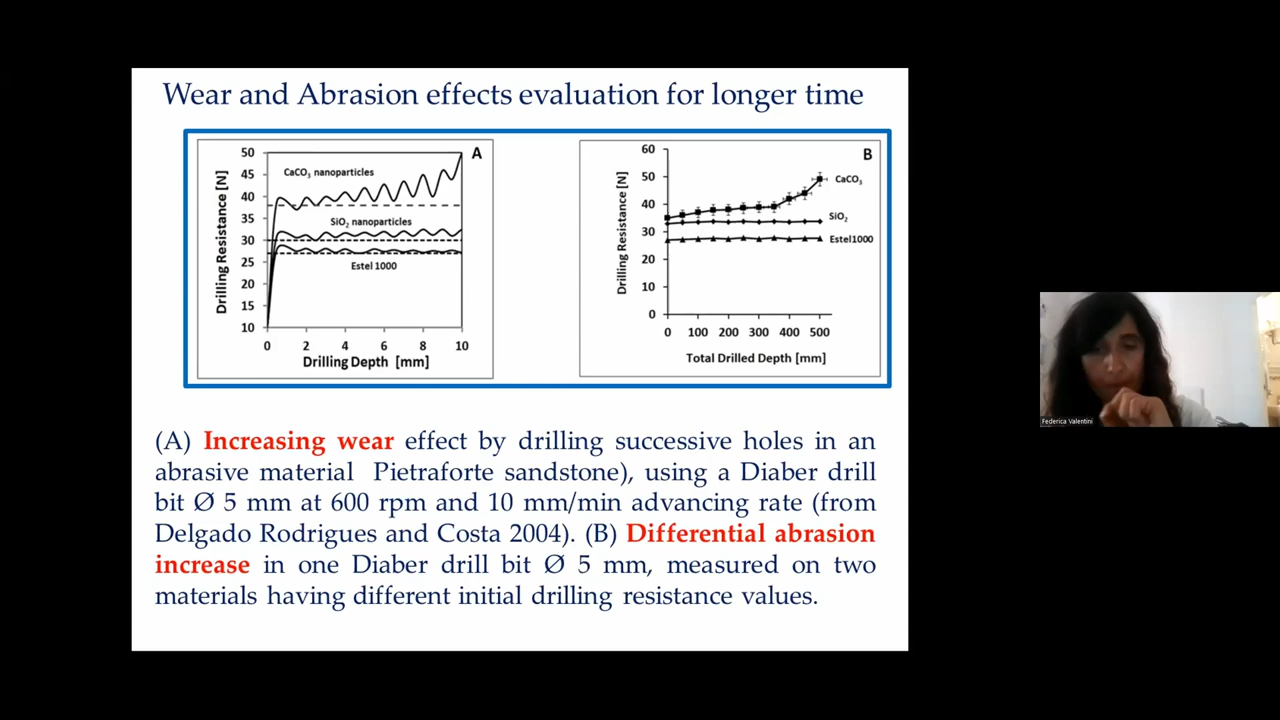 Wear and Abrasion effects evaluation for longer time
A
50
45
40
35
30
25
20
15
10
Drilling Resistance [N]
CaCO₃ nanoparticles
SiO₂ nanoparticles
Estel 1000
0 2 4 6 8 10
Drilling Depth [mm]
B
60
50
40
30
20
10
0
Drilling Resistance [N]
CaCO₃
SiO₂
Estel1000
0 100 200 300 400 500
Total Drilled Depth [mm]
(A) Increasing wear effect by drilling successive holes in an
abrasive material Pietraforte sandstone), using a Diaber drill
bit Ø 5 mm at 600 rpm and 10 mm/min advancing rate (from
Delgado Rodrigues and Costa 2004). (B) Differential abrasion
increase in one Diaber drill bit Ø 5 mm, measured on two
materials having different initial drilling resistance values.
Federica Valentini